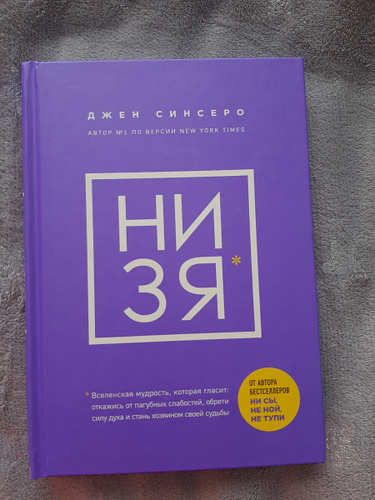 ДЖЕН СИНСЕРО
АВТОР №1 ПО ВЕРСИИ NEW YORK TIMES
НИ
ЗЯ*
* Вселенская мудрость, которая гласит:
откажись от пагубных слабостей, обрети
силу духа и стань хозяином своей судьбы
ОТ АВТОРА
БЕСТСЕЛЛЕРОВ
НИ СЫ,
НЕ НОЙ,
НЕ ТУПИ